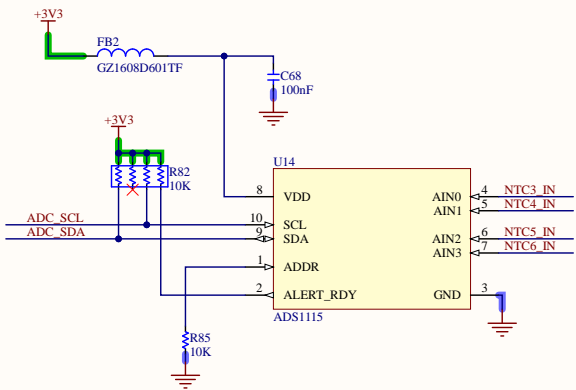 +3V3
FB2
GZ1608D601TF
C68
100nF
+3V3
R82
10K
U14
8 VDD AIN0 4 NTC3_IN
AIN1 5 NTC4_IN
ADC_SCL 10 SCL
ADC_SDA 9 SDA AIN2 6 NTC5_IN
AIN3 7 NTC6_IN
1 ADDR
2 ALERT_RDY GND 3
ADS1115
R85
10K